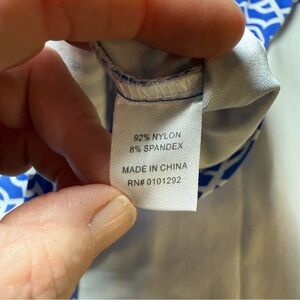 92% NYLON
8% SPANDEX
MADE IN CHINA
RN# 0101292